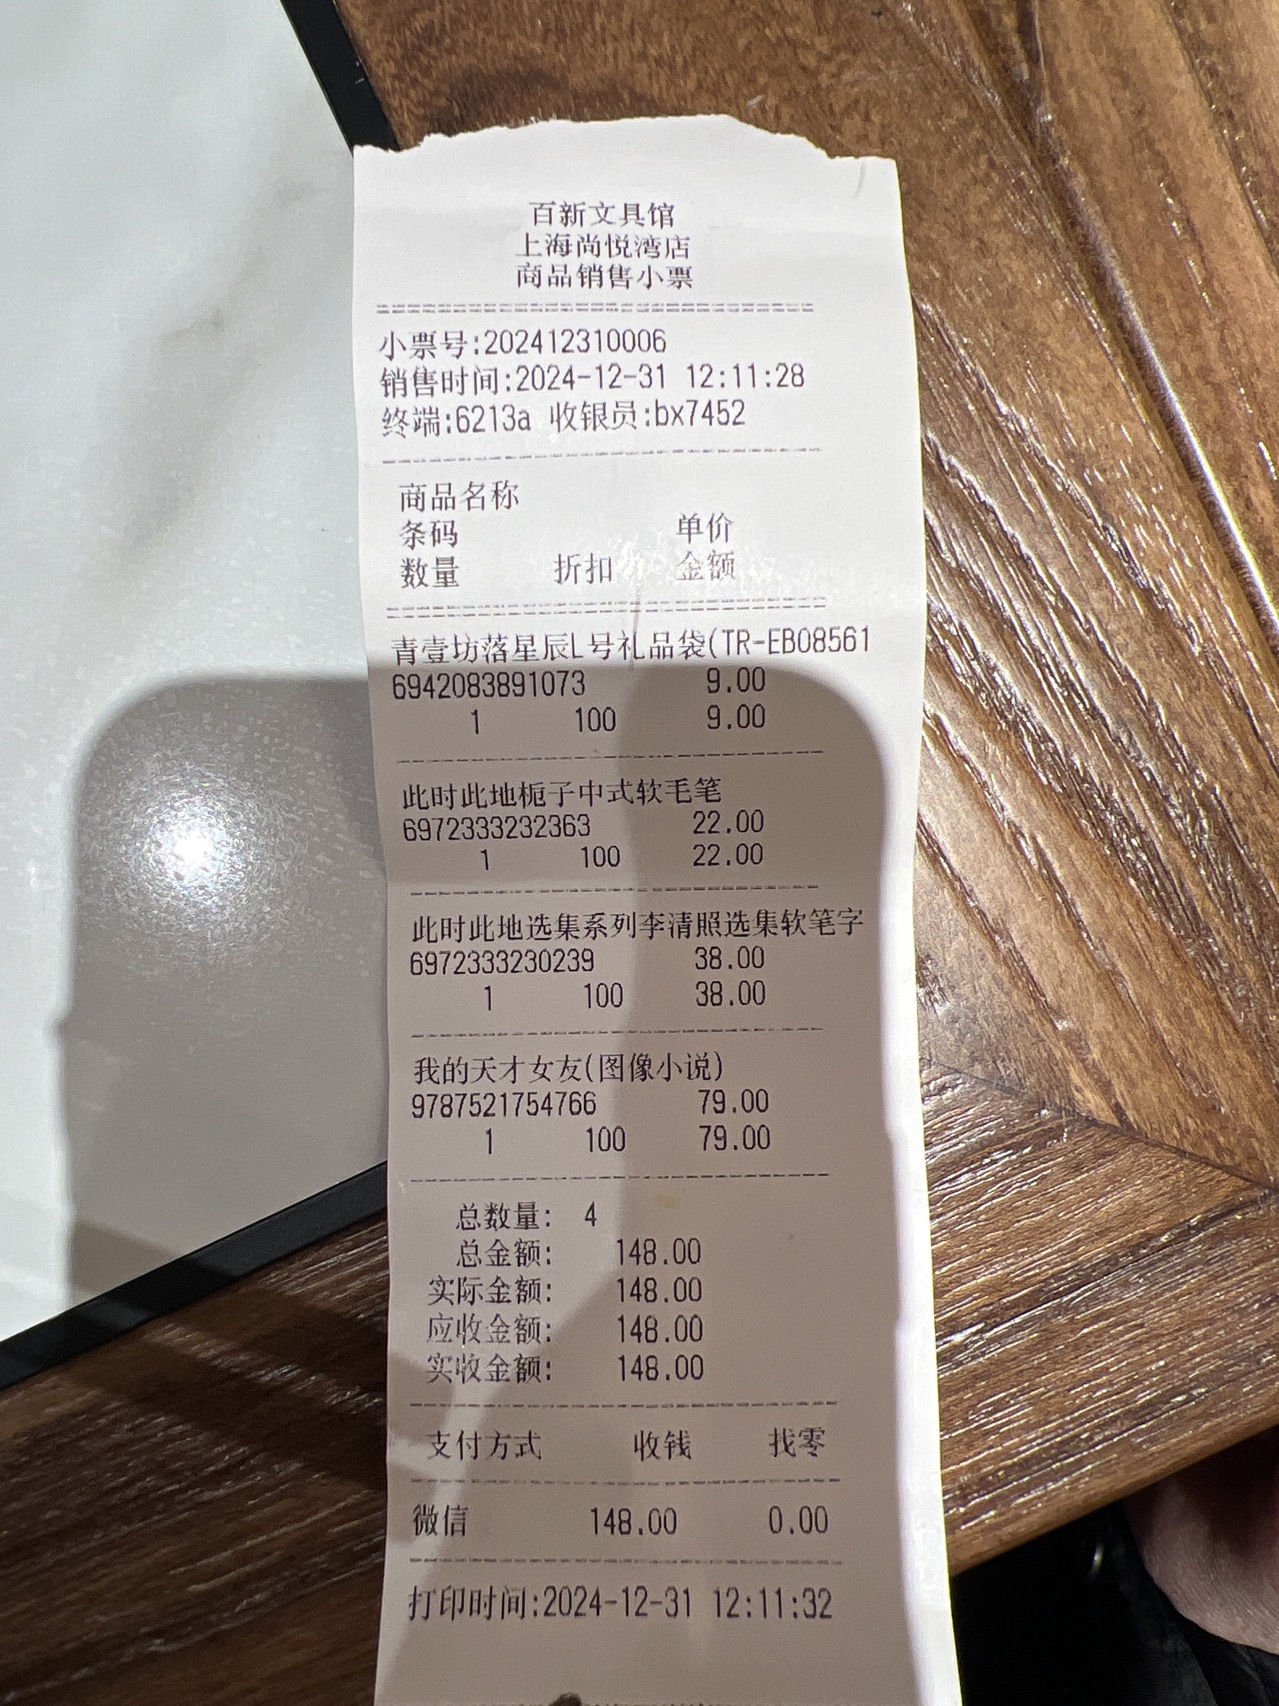 百新文具馆
上海尚悦湾店
商品销售小票
小票号:202412310006
销售时间:2024-12-31 12:11:28
终端:6213a 收银员:bx7452
商品名称
条码 单价
数量 折扣 金额
青壹坊落星辰L号礼品袋(TR-EB08561
6942083891073 9.00
1 100 9.00
此时此地栀子中式软毛笔
6972333232363 22.00
1 100 22.00
此时此地选集系列李清照选集软笔字
6972333230239 38.00
1 100 38.00
我的天才女友(图像小说)
9787521754766 79.00
1 100 79.00
总数量: 4
总金额: 148.00
实际金额: 148.00
应收金额: 148.00
实收金额: 148.00
支付方式 收钱 找零
微信 148.00 0.00
打印时间:2024-12-31 12:11:32